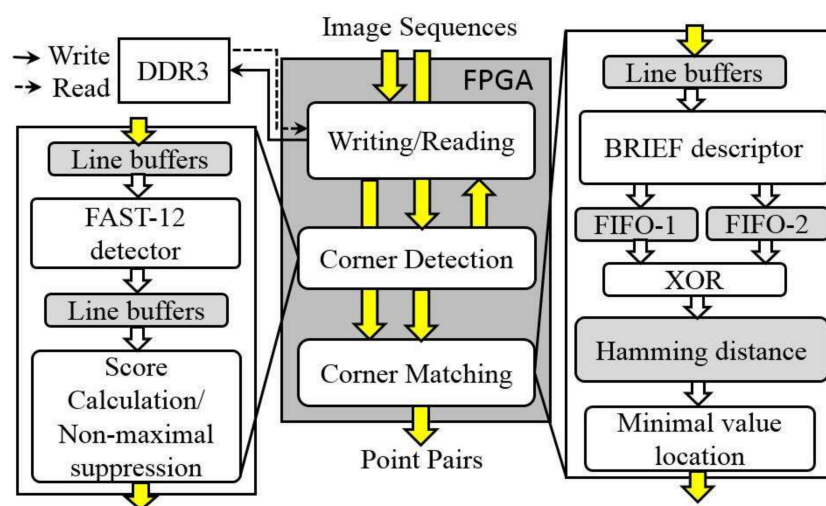 Image Sequences
Write
Read
DDR3
FPGA
Writing/Reading
Corner Detection
Corner Matching
Point Pairs
Line buffers
FAST-12
detector
Line buffers
Score
Calculation/
Non-maximal
suppression
Line buffers
BRIEF descriptor
FIFO-1
FIFO-2
XOR
Hamming distance
Minimal value
location